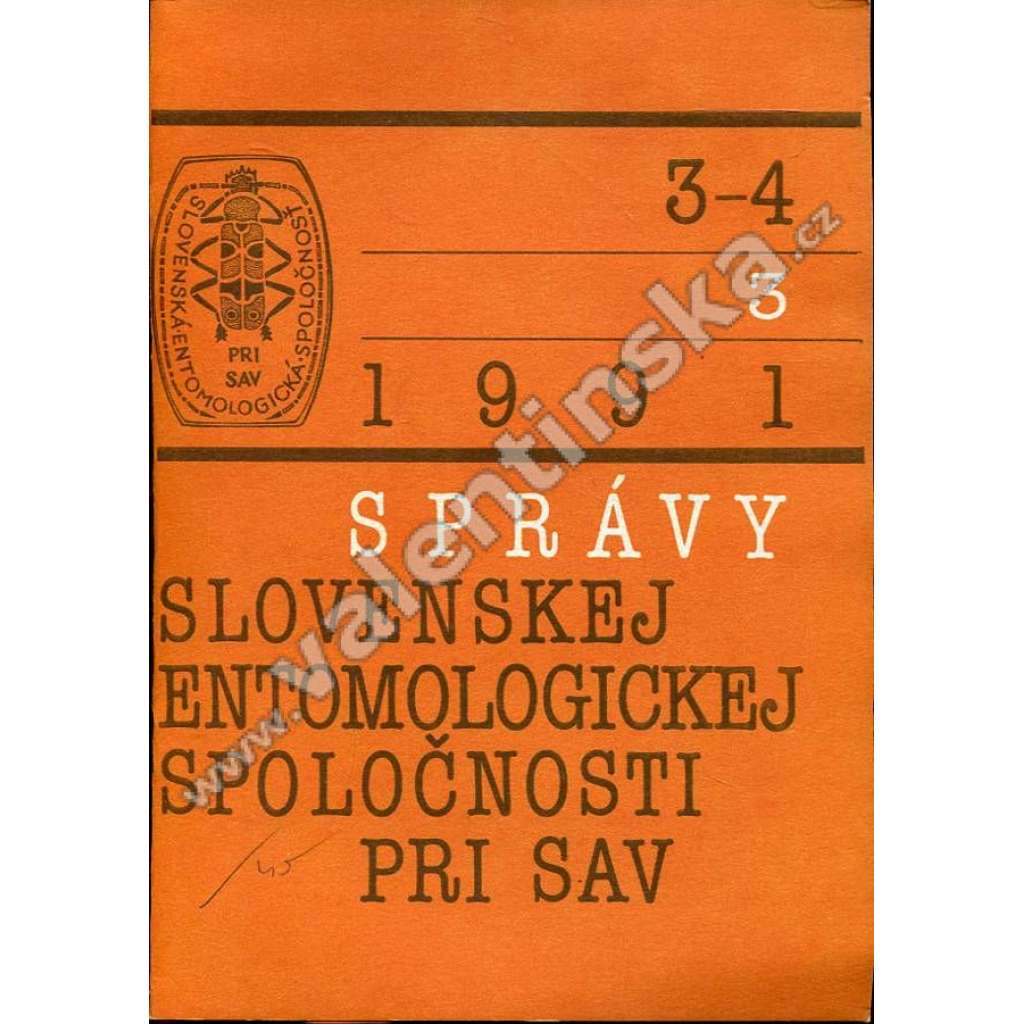 3-4
3
1 9 9 1
SLOVENSKÁ·ENTOMOLOGICKÁ·SPOLOČNOSŤ
PRI
SAV
SPRÁVY
SLOVENSKEJ
ENTOMOLOGICKEJ
SPOLOČNOSTI
PRI SAV
www.valentinska.cz